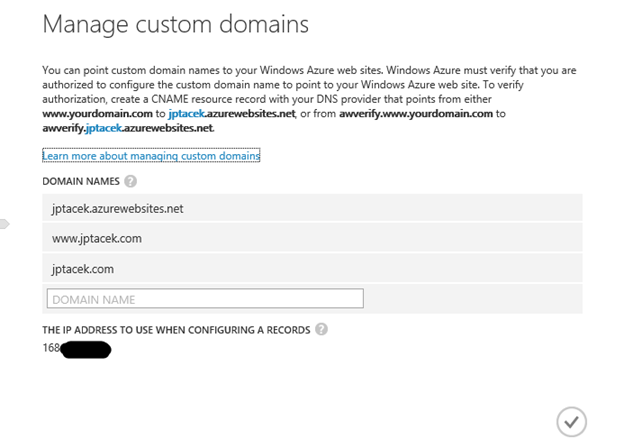 Manage custom domains
You can point custom domain names to your Windows Azure web sites. Windows Azure must verify that you are
authorized to configure the custom domain name to point to your Windows Azure web site. To verify
authorization, create a CNAME resource record with your DNS provider that points from either
www.yourdomain.com to jptacek.azurewebsites.net, or from awverify.www.yourdomain.com to
awverify.jptacek.azurewebsites.net.
Learn more about managing custom domains
DOMAIN NAMES ?
jptacek.azurewebsites.net
www.jptacek.com
jptacek.com
DOMAIN NAME
THE IP ADDRESS TO USE WHEN CONFIGURING A RECORDS ?
168